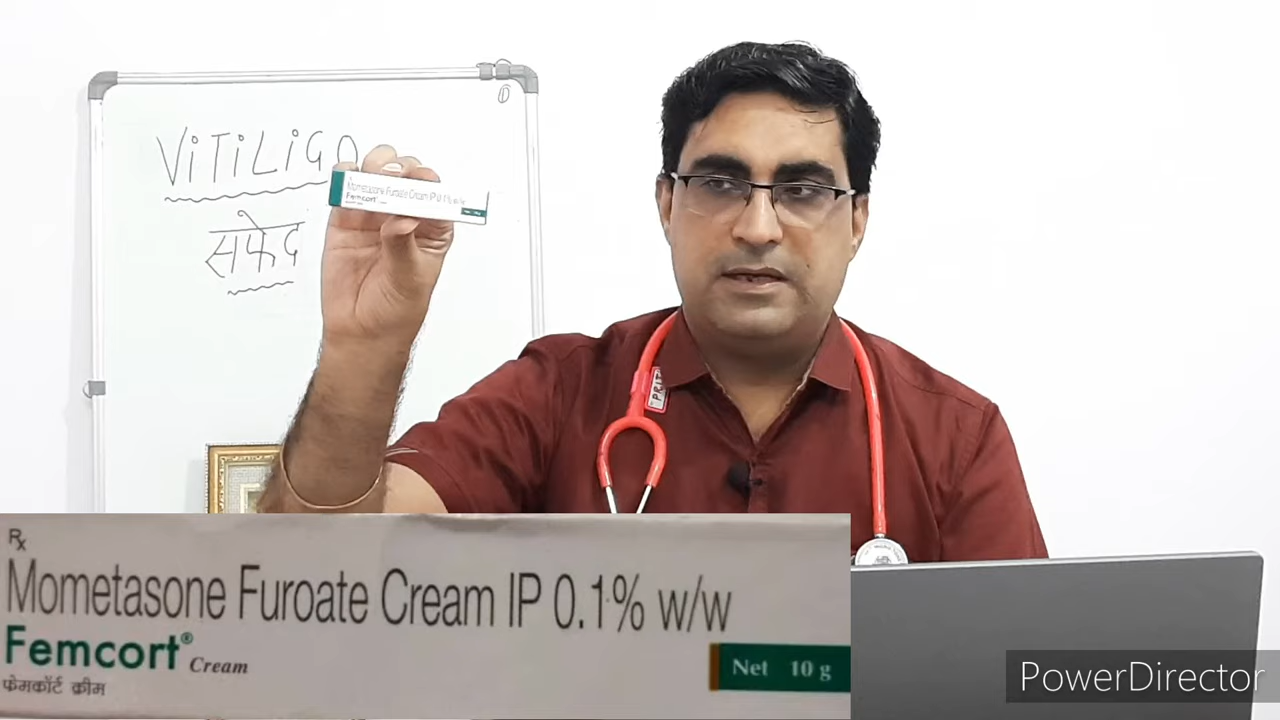 ViTiLiGO
सफेद
Mometasone Furoate Cream IP 0.1% w/w
Femcort
Rx
Mometasone Furoate Cream IP 0.1% w/w
Femcort® Cream
फेमकॉर्ट क्रीम
Net 10 g
PowerDirector